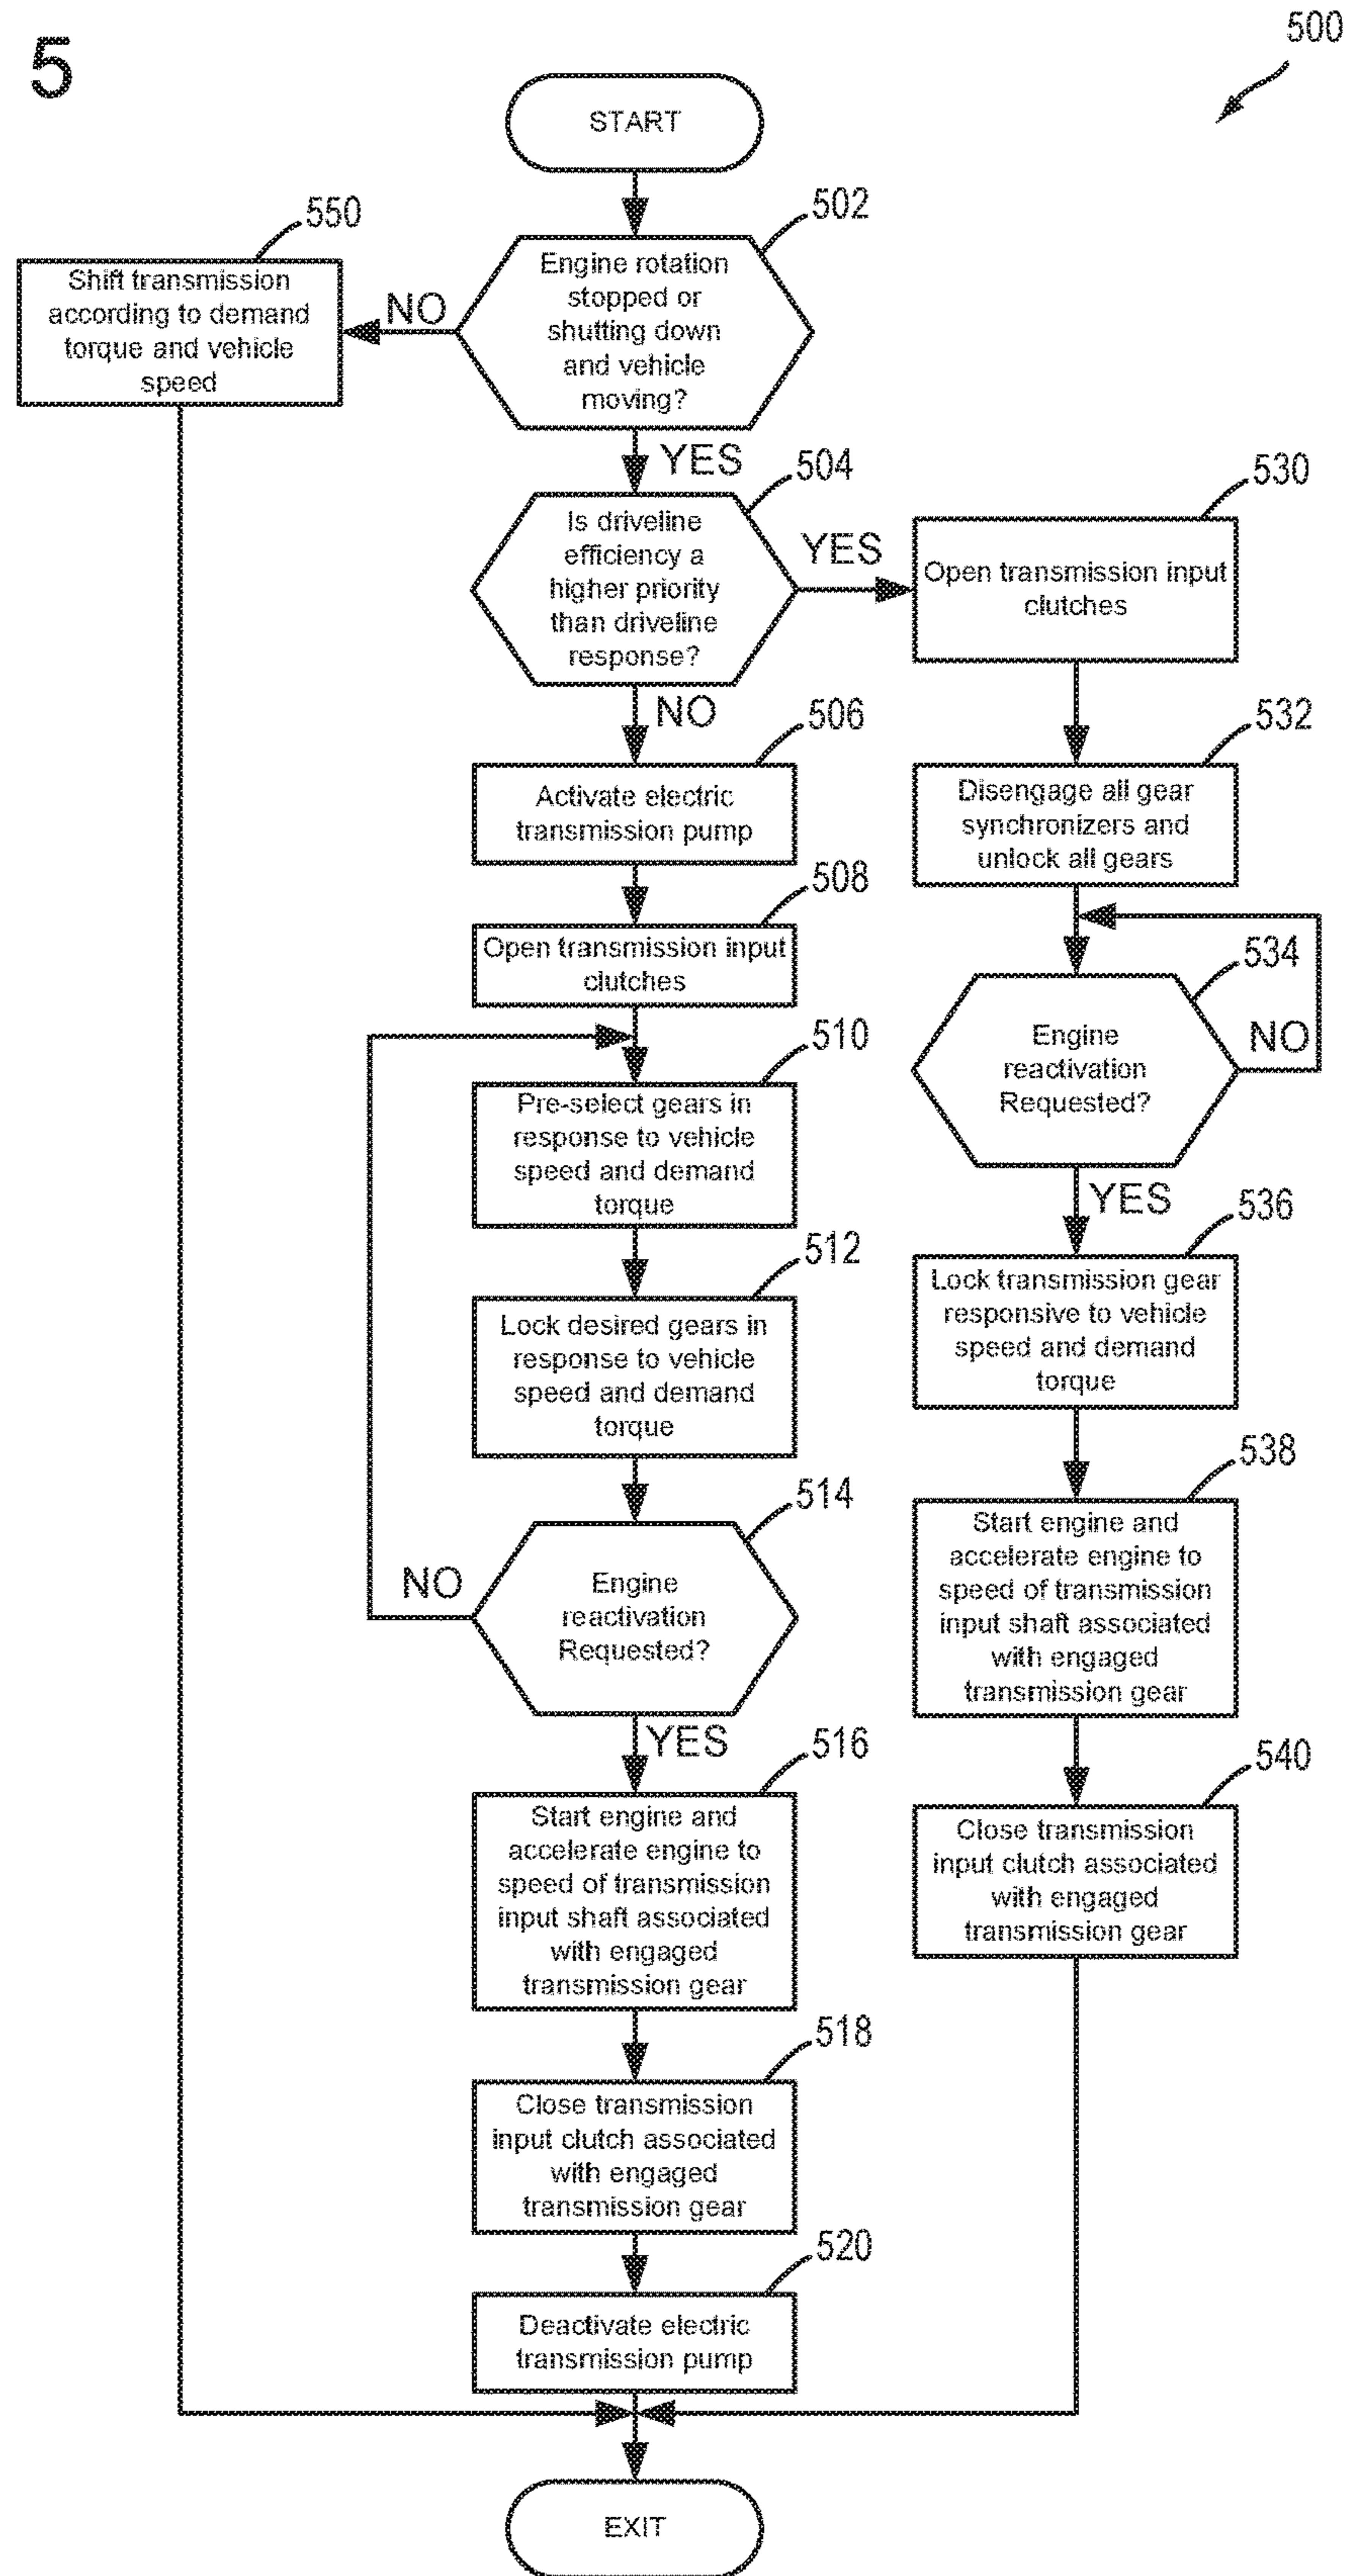 5
500
START
502
Engine rotation
stopped or
shutting down
and vehicle
moving?
NO
550
Shift transmission
according to demand
torque and vehicle
speed
YES
504
Is driveline
efficiency a
higher priority
than driveline
response?
YES
530
Open transmission input
clutches
NO
506
Activate electric
transmission pump
532
Disengage all gear
synchronizers and
unlock all gears
508
Open transmission input
clutches
534
Engine
reactivation
Requested?
NO
510
Pre-select gears in
response to vehicle
speed and demand
torque
YES
536
Lock transmission gear
responsive to vehicle
speed and demand
torque
512
Lock desired gears in
response to vehicle
speed and demand
torque
538
Start engine and
accelerate engine to
speed of transmission
input shaft associated
with engaged
transmission gear
514
Engine
reactivation
Requested?
NO
YES
516
Start engine and
accelerate engine to
speed of transmission
input shaft associated
with engaged
transmission gear
540
Close transmission
input clutch associated
with engaged
transmission gear
518
Close transmission
input clutch associated
with engaged
transmission gear
520
Deactivate electric
transmission pump
EXIT